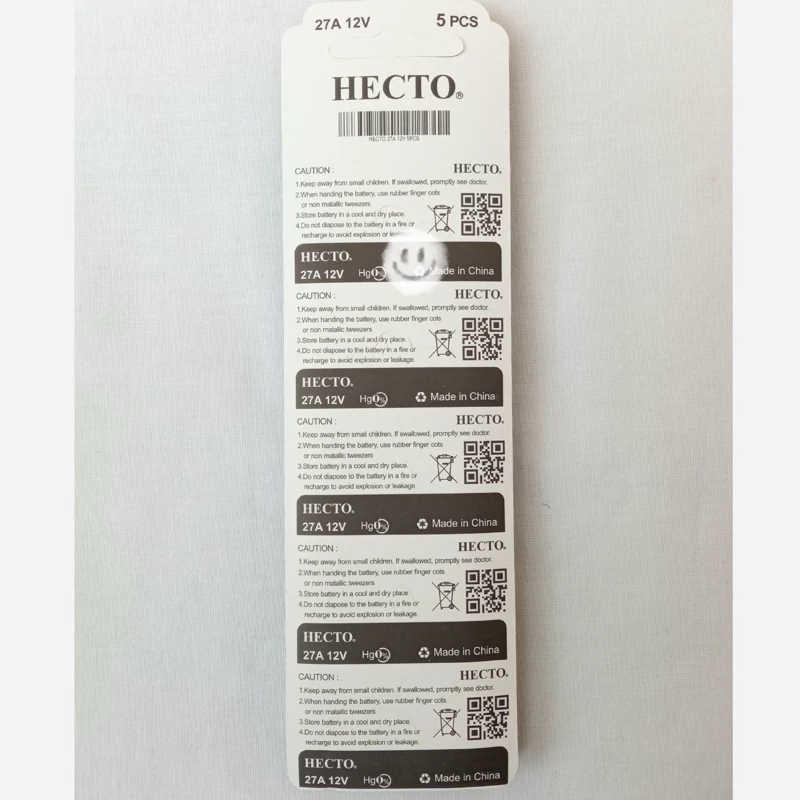 27A 12V 5 PCS
HECTO®
HECTO 27A 12V 5PCS
CAUTION : HECTO®
1.Keep away from small children. If swallowed, promptly see doctor.
2.When handing the battery, use rubber finger cots
or non matallic tweezers
3.Store battery in a cool and dry place.
4.Do not diapose to the battery in a fire or
recharge to avoid explosion or
HECTO®
27A 12V Hg0% Made in China
CAUTION : HECTO®
1.Keep away from small children. If swallowed, promptly see doctor.
2.When handing the battery, use rubber finger cots
or non matallic tweezers
3.Store battery in a cool and dry place.
4.Do not diapose to the battery in a fire or
recharge to avoid explosion or leakage.
HECTO®
27A 12V Hg0% Made in China
CAUTION : HECTO®
1.Keep away from small children. If swallowed, promptly see doctor.
2.When handing the battery, use rubber finger cots
or non matallic tweezers
3.Store battery in a cool and dry place.
4.Do not diapose to the battery in a fire or
recharge to avoid explosion or leakage.
HECTO®
27A 12V Hg0% Made in China
CAUTION : HECTO®
1.Keep away from small children. If swallowed, promptly see doctor.
2.When handing the battery, use rubber finger cots
or non matallic tweezers
3.Store battery in a cool and dry place.
4.Do not diapose to the battery in a fire or
recharge to avoid explosion or leakage.
HECTO®
27A 12V Hg0% Made in China
CAUTION : HECTO®
1.Keep away from small children. If swallowed, promptly see doctor.
2.When handing the battery, use rubber finger cots
or non matallic tweezers
3.Store battery in a cool and dry place.
4.Do not diapose to the battery in a fire or
recharge to avoid explosion or leakage.
HECTO®
27A 12V Hg0% Made in China